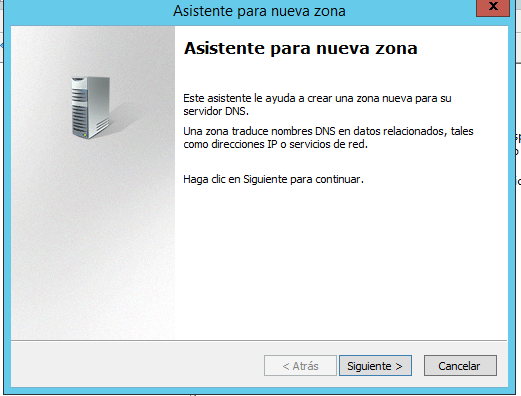 Asistente para nueva zona
x
Asistente para nueva zona
Este asistente le ayuda a crear una zona nueva para su
servidor DNS.
Una zona traduce nombres DNS en datos relacionados, tales
como direcciones IP o servicios de red.
Haga clic en Siguiente para continuar.
< Atrás
Siguiente >
Cancelar